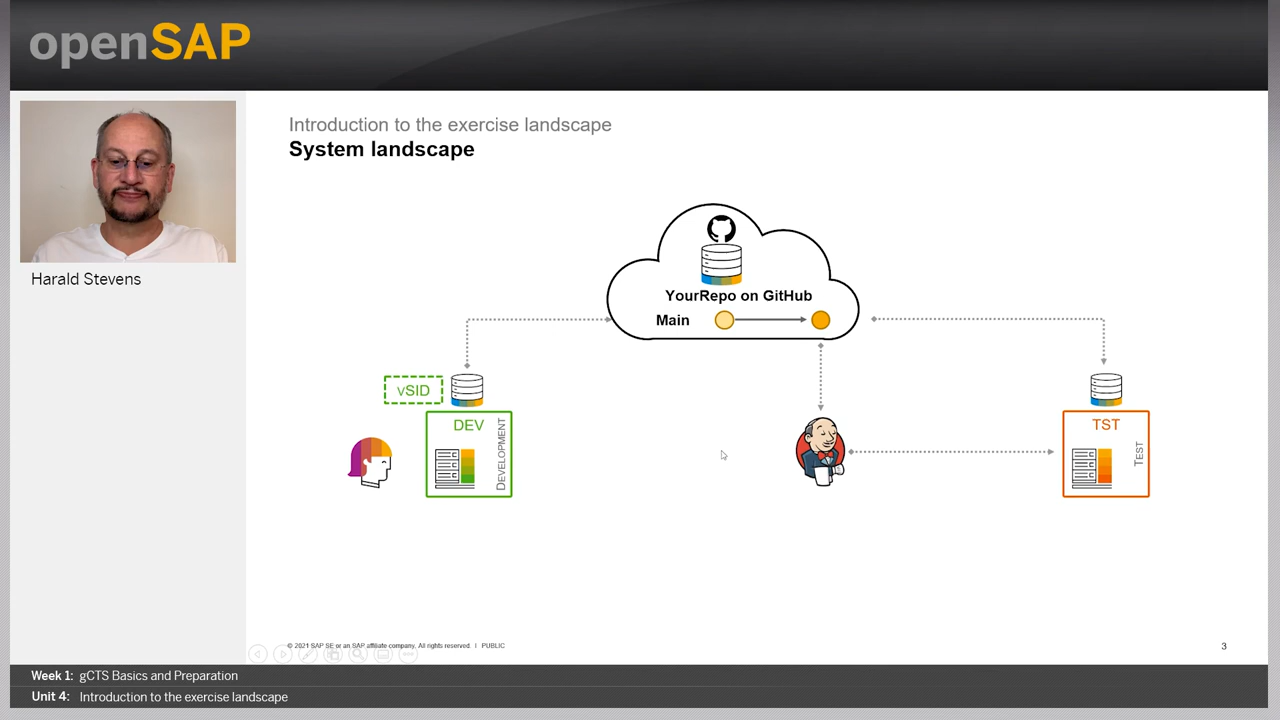 openSAP
Harald Stevens
Introduction to the exercise landscape
System landscape
YourRepo on GitHub
Main
vSID
DEV
DEVELOPMENT
TST
TEST
© 2021 SAP SE or an SAP affiliate company. All rights reserved. I PUBLIC
3
Week 1: gCTS Basics and Preparation
Unit 4: Introduction to the exercise landscape